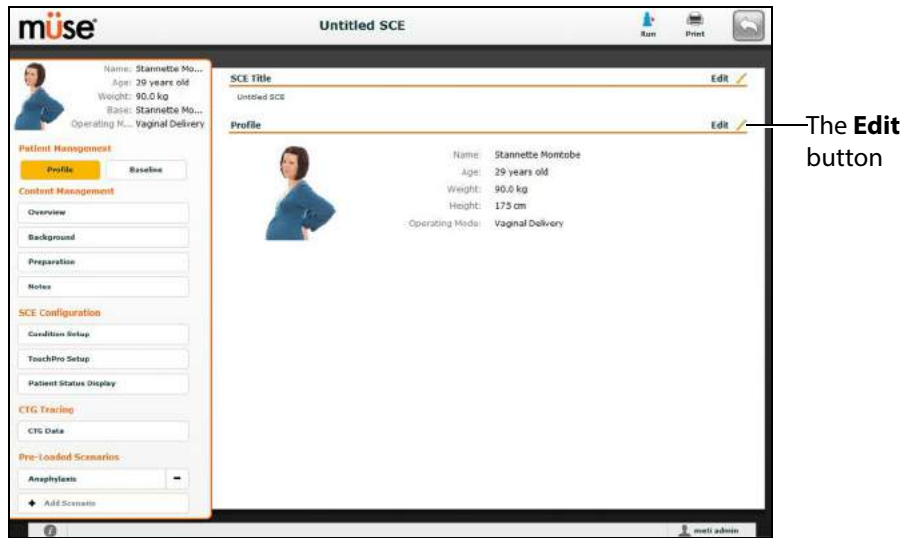 müse
Untitled SCE
Run
Print
Name: Stannette Mo...
Age: 29 years old
Weight: 90.0 kg
Base: Stannette Mo...
Operating M... Vaginal Delivery
Patient Management
Profile Baseline
Content Management
Overview
Background
Preparation
Notes
SCE Configuration
Condition Setup
TouchPro Setup
Patient Status Display
CTG Tracing
CTG Data
Pre-Loaded Scenarios
Anaphylaxis −
+ Add Scenario
SCE Title Edit
Untitled SCE
Profile Edit
Name: Stannette Momtobe
Age: 29 years old
Weight: 90.0 kg
Height: 175 cm
Operating Mode: Vaginal Delivery
The Edit
button
meti admin